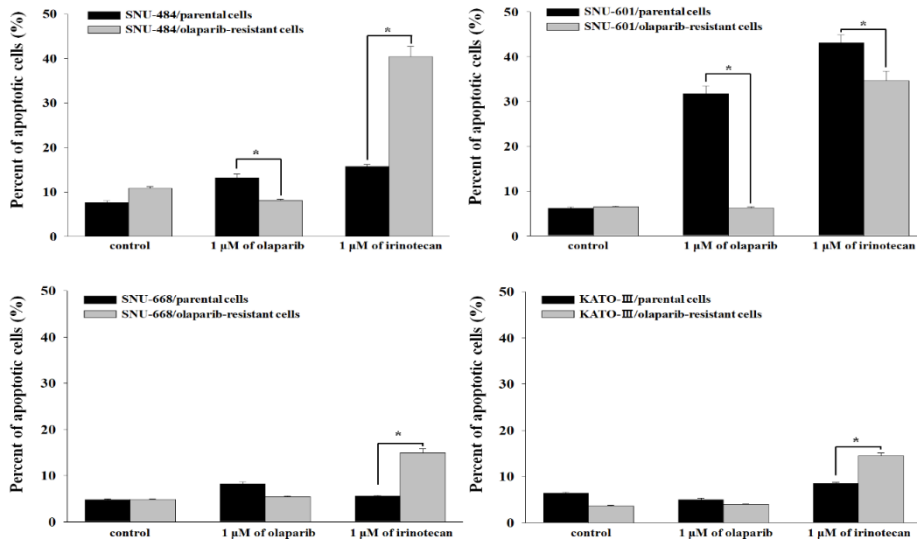 Percent of apoptotic cells (%)
50
40
30
20
10
0
SNU-484/parental cells
SNU-484/olaparib-resistant cells
*
*
control
1 μM of olaparib
1 μM of irinotecan
Percent of apoptotic cells (%)
50
40
30
20
10
0
SNU-601/parental cells
SNU-601/olaparib-resistant cells
*
*
control
1 μM of olaparib
1 μM of irinotecan
Percent of apoptotic cells (%)
50
40
30
20
10
0
SNU-668/parental cells
SNU-668/olaparib-resistant cells
*
control
1 μM of olaparib
1 μM of irinotecan
Percent of apoptotic cells (%)
50
40
30
20
10
0
KATO-Ⅲ/parental cells
KATO-Ⅲ/olaparib-resistant cells
*
control
1 μM of olaparib
1 μM of irinotecan